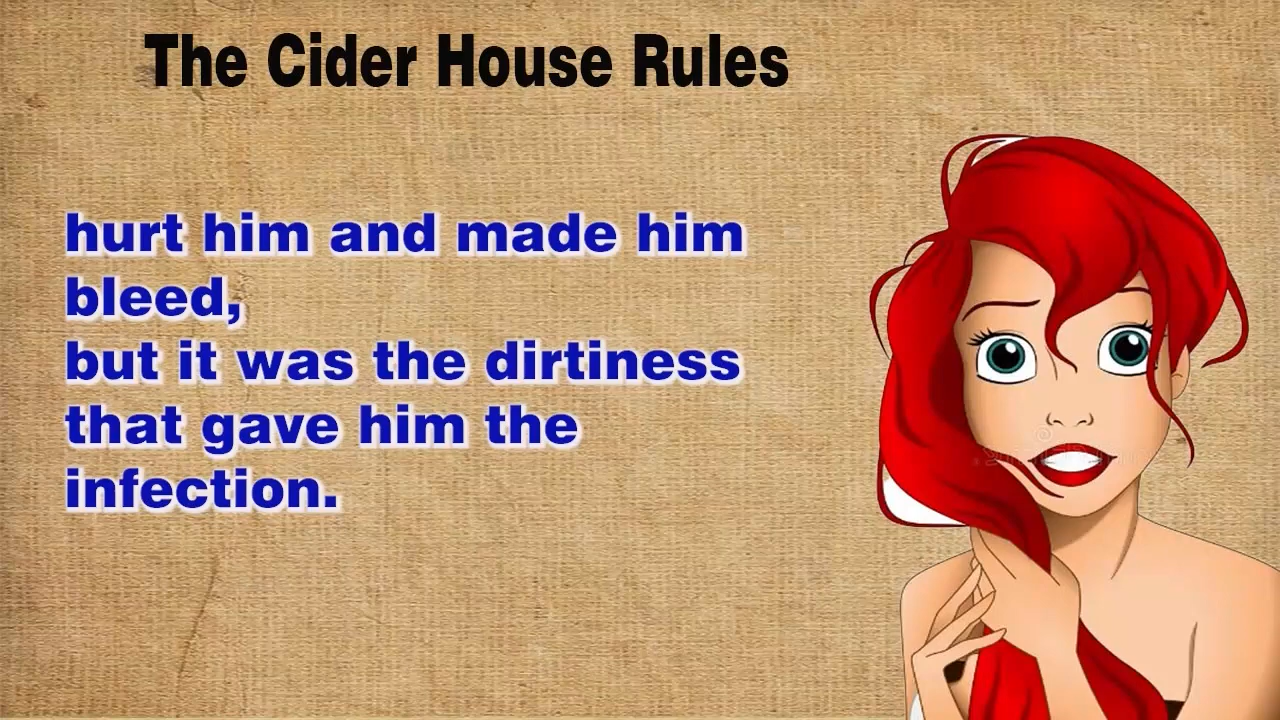 The Cider House Rules
hurt him and made him
bleed,
but it was the dirtiness
that gave him the
infection.